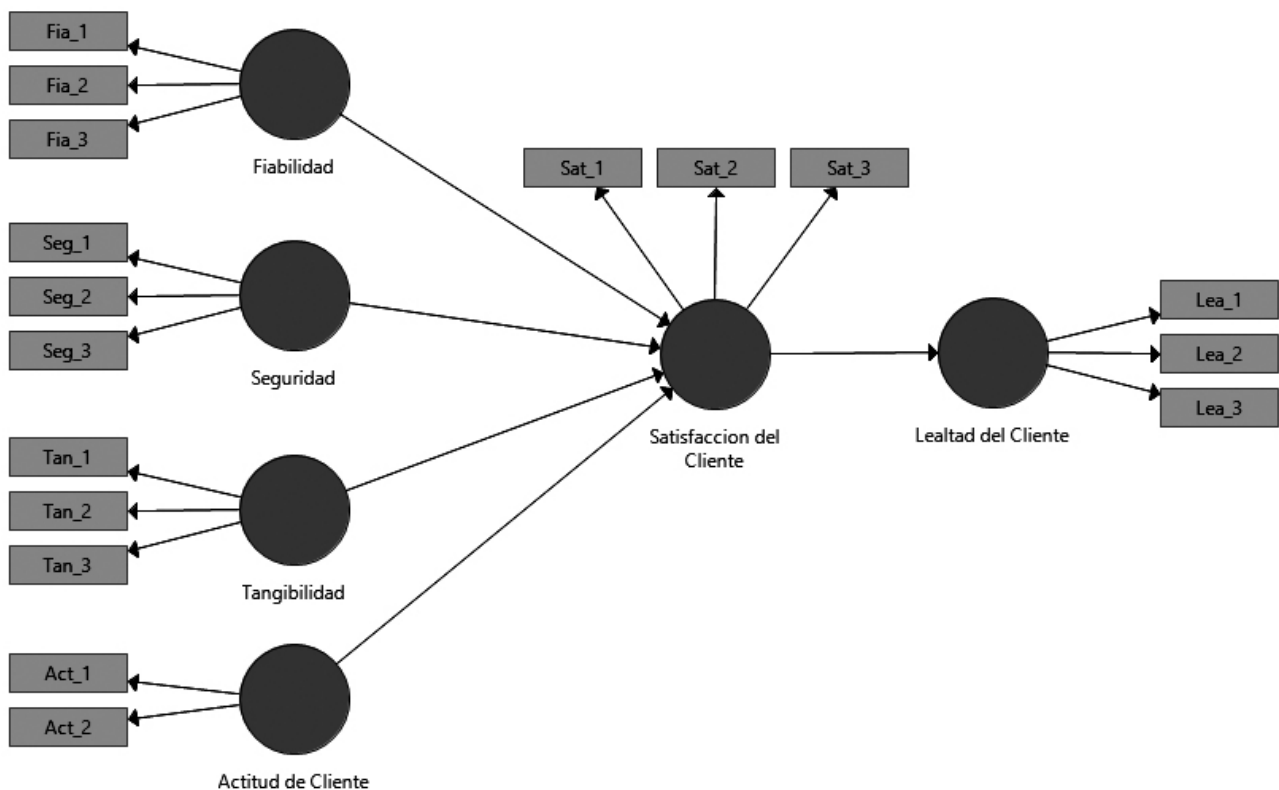 Fia_1
Fia_2
Fia_3
Fiabilidad
Sat_1
Sat_2
Sat_3
Seg_1
Seg_2
Seg_3
Seguridad
Satisfaccion del
Cliente
Lealtad del Cliente
Lea_1
Lea_2
Lea_3
Tan_1
Tan_2
Tan_3
Tangibilidad
Act_1
Act_2
Actitud de Cliente